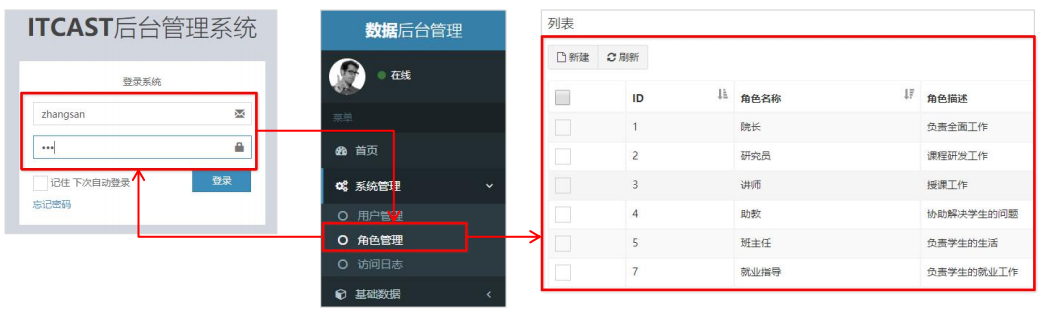 ITCAST后台管理系统
登录系统
zhangsan
•••
记住 下次自动登录
登录
忘记密码
数据后台管理
在线
菜单
首页
系统管理
用户管理
角色管理
访问日志
基础数据
列表
新建 刷新
ID 角色名称 角色描述
1 院长 负责全面工作
2 研究员 课程研发工作
3 讲师 授课工作
4 助教 协助解决学生的问题
5 班主任 负责学生的生活
7 就业指导 负责学生的就业工作